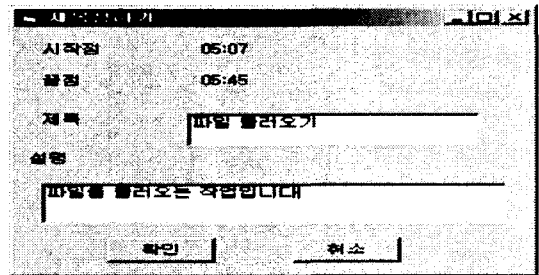 시작점 05:07
끝점 05:45
제목 파일 불러오기
설명
파일을 불러오는 작업입니다
확인 취소